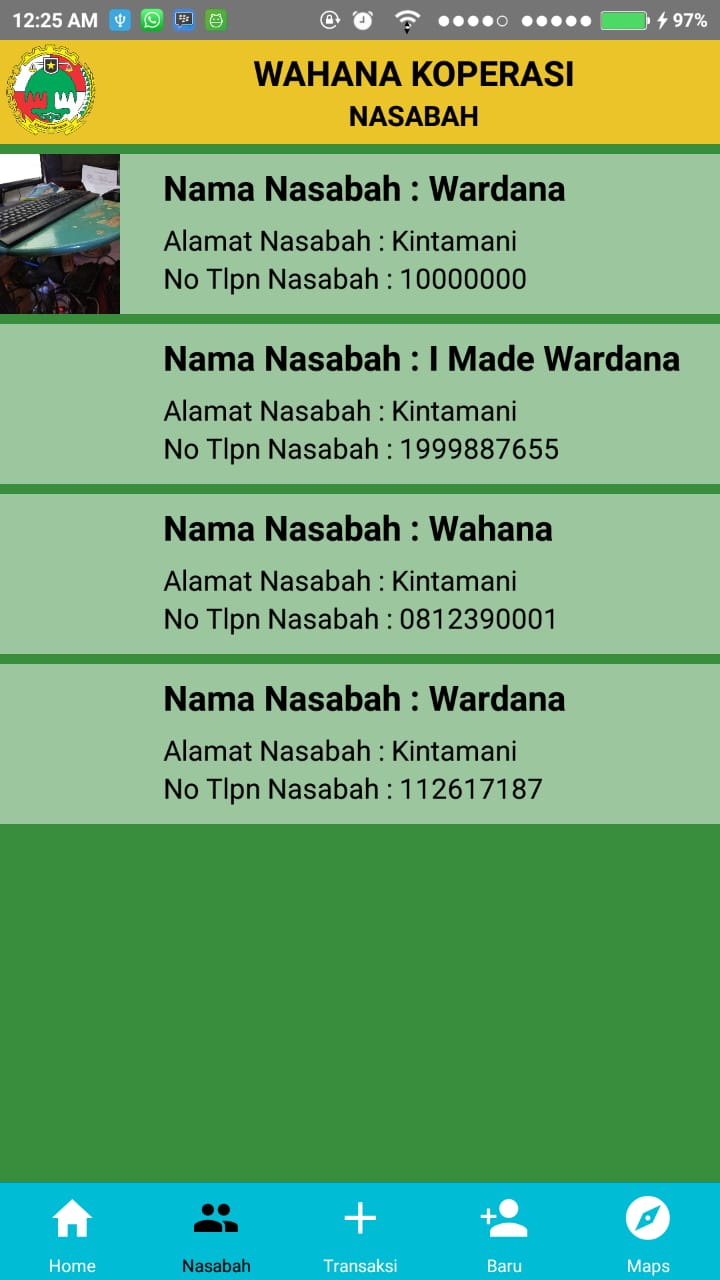 12:25 AM
97%
WAHANA KOPERASI
NASABAH
Nama Nasabah : Wardana
Alamat Nasabah : Kintamani
No Tlpn Nasabah : 10000000
Nama Nasabah : I Made Wardana
Alamat Nasabah : Kintamani
No Tlpn Nasabah : 1999887655
Nama Nasabah : Wahana
Alamat Nasabah : Kintamani
No Tlpn Nasabah : 0812390001
Nama Nasabah : Wardana
Alamat Nasabah : Kintamani
No Tlpn Nasabah : 112617187
Home
Nasabah
Transaksi
Baru
Maps